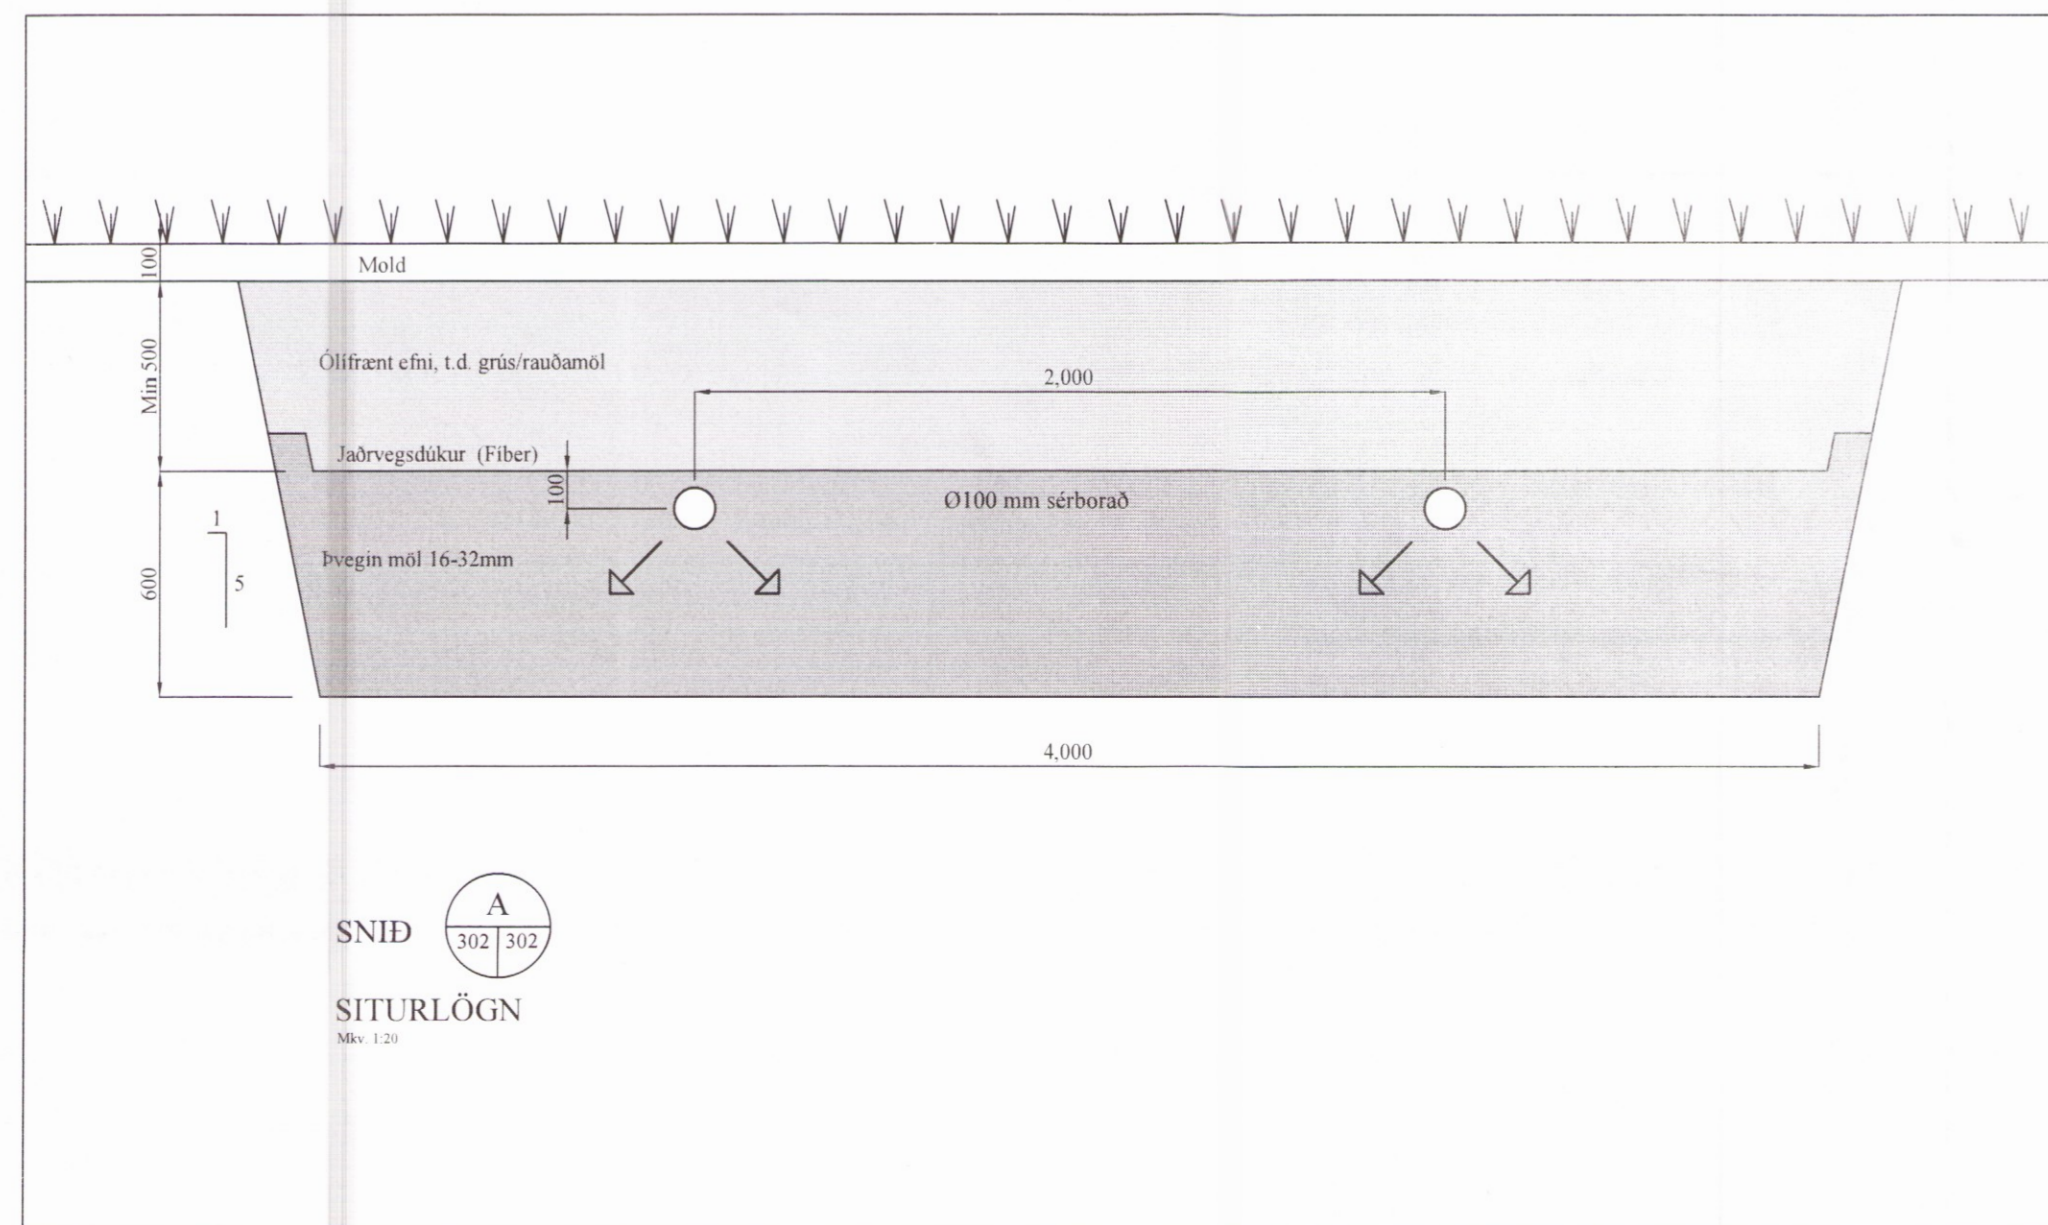 100
Mold
Min 500
Ólífrænt efni, t.d. grús/rauðamöl
2,000
Jaðrvegsdúkur (Fíber)
100
Ø100 mm sérborað
1
5
Þvegin möl 16-32mm
600
4,000
SNIÐ
A
302 302
SITURLÖGN
Mkv. 1:20